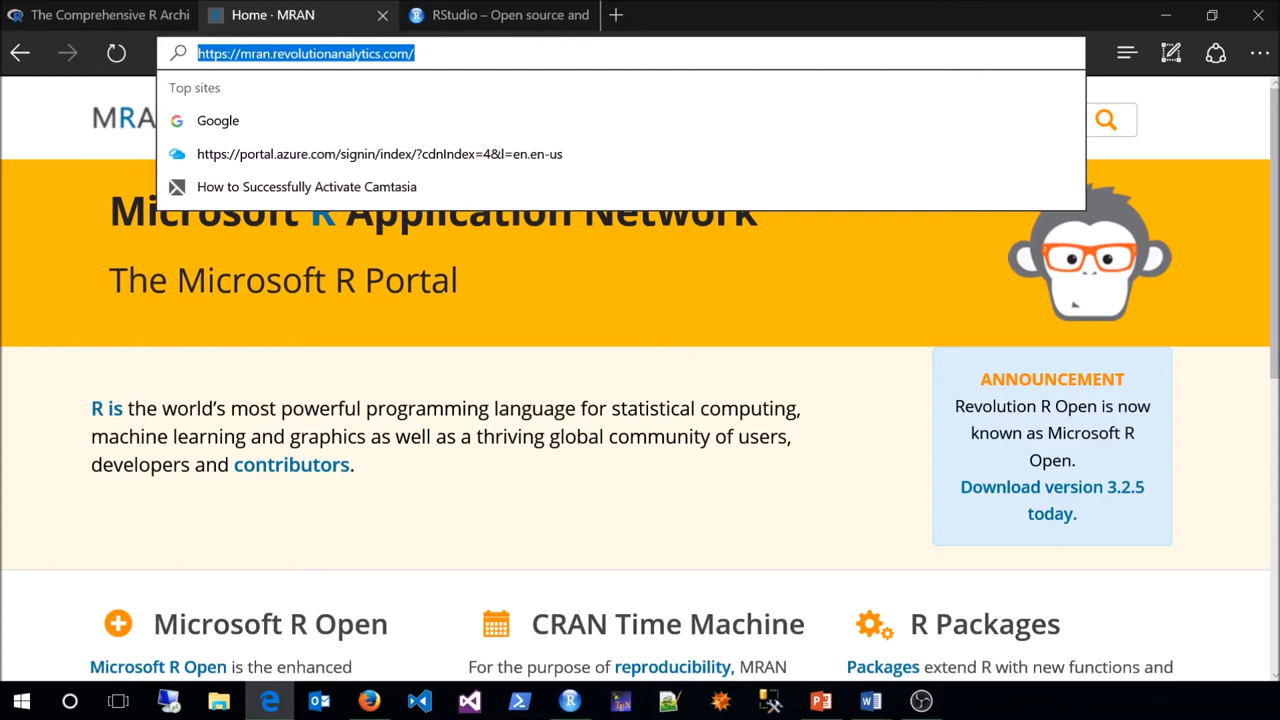 The Comprehensive R Archi
Home · MRAN
RStudio – Open source and
https://mran.revolutionanalytics.com/
Top sites
Google
https://portal.azure.com/signin/index/?cdnIndex=4&l=en.en-us
How to Successfully Activate Camtasia
MRA
Microsoft R Application Network
The Microsoft R Portal
R is the world's most powerful programming language for statistical computing,
machine learning and graphics as well as a thriving global community of users,
developers and contributors.
ANNOUNCEMENT
Revolution R Open is now
known as Microsoft R
Open.
Download version 3.2.5
today.
Microsoft R Open
CRAN Time Machine
R Packages
Microsoft R Open is the enhanced
For the purpose of reproducibility, MRAN
Packages extend R with new functions and